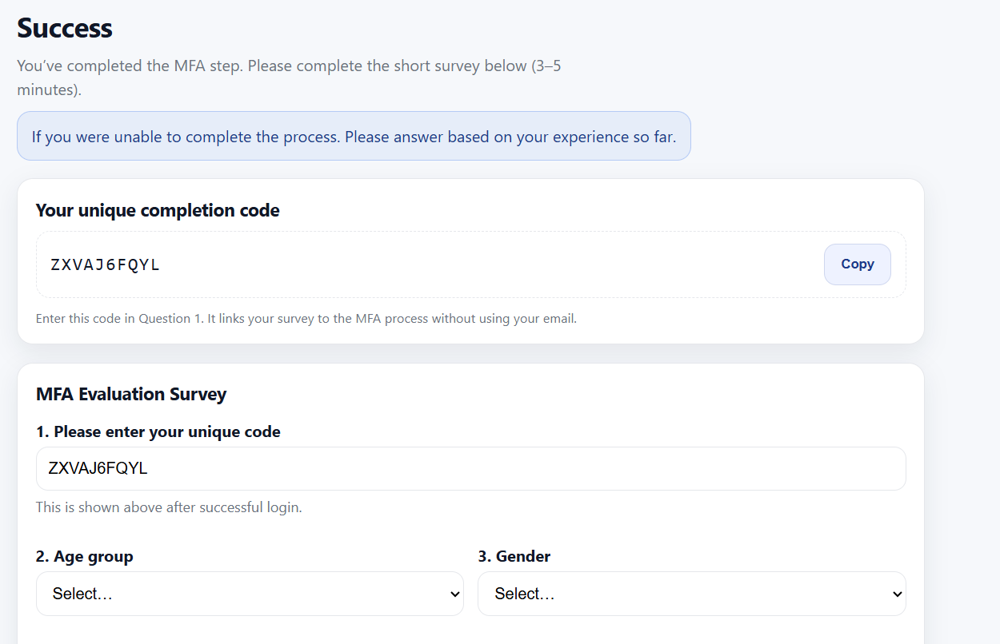 Success
You’ve completed the MFA step. Please complete the short survey below (3–5
minutes).
If you were unable to complete the process. Please answer based on your experience so far.
Your unique completion code
ZXVAJ6FQYL
Copy
Enter this code in Question 1. It links your survey to the MFA process without using your email.
MFA Evaluation Survey
1. Please enter your unique code
ZXVAJ6FQYL
This is shown above after successful login.
2. Age group
3. Gender
Select…
Select…